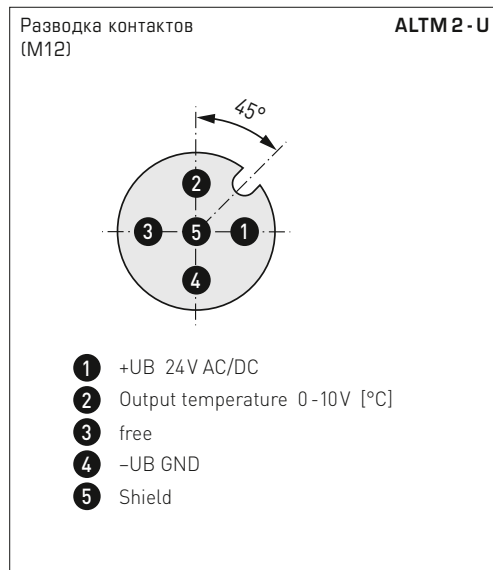 Разводка контактов ALTM 2 - U
(M12)
45°
2
3 5 1
4
1 +UB 24V AC/DC
2 Output temperature 0 -10V [°C]
3 free
4 –UB GND
5 Shield